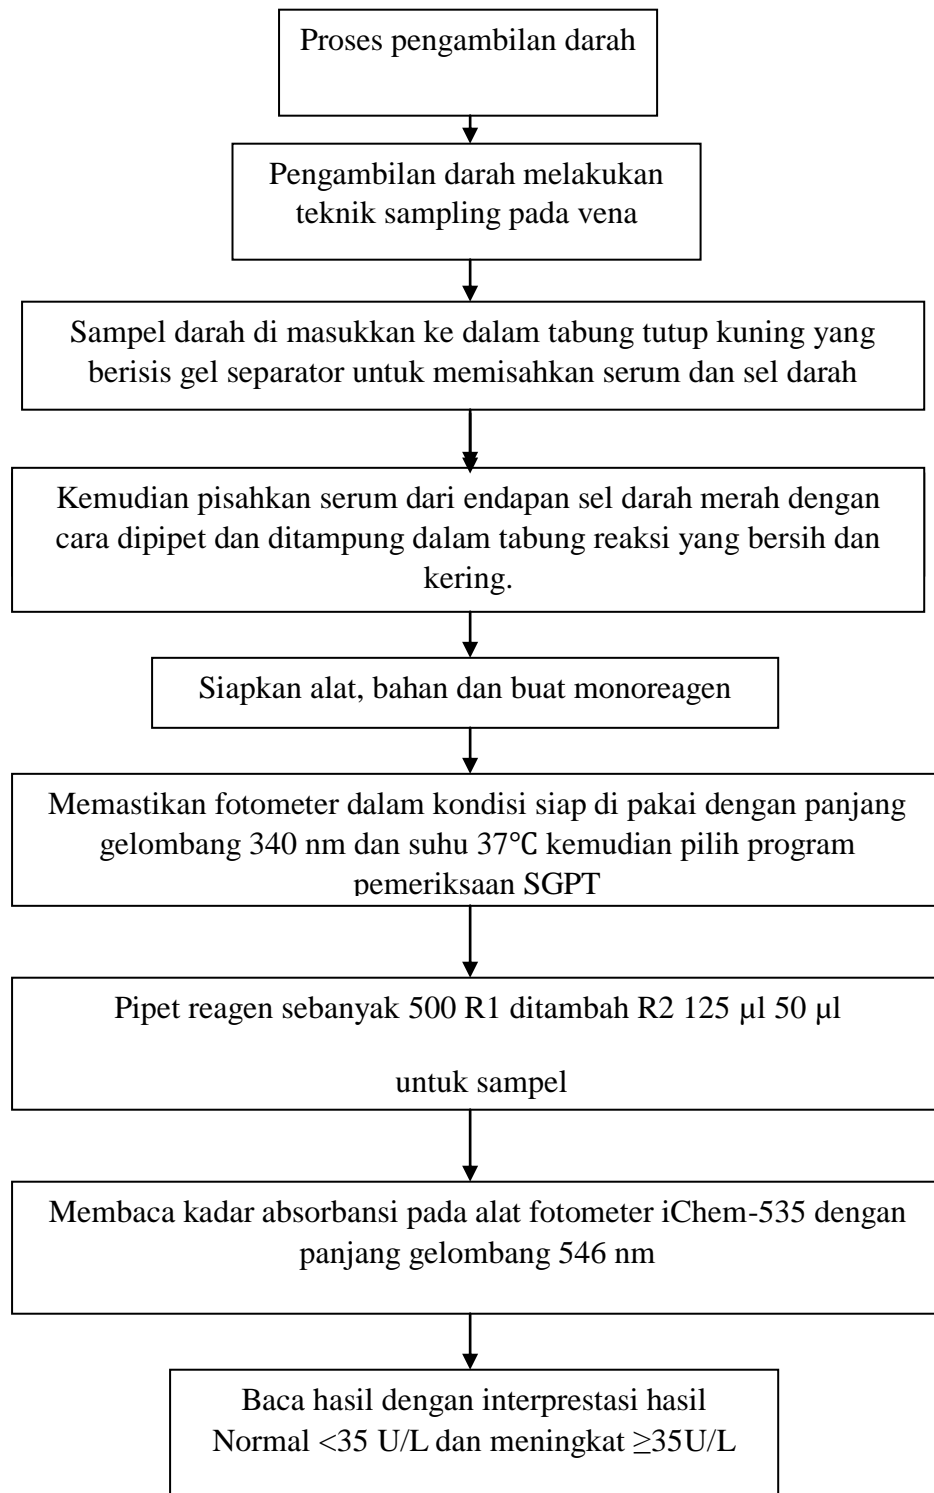 Proses pengambilan darah
Pengambilan darah melakukan
teknik sampling pada vena
Sampel darah di masukkan ke dalam tabung tutup kuning yang
berisis gel separator untuk memisahkan serum dan sel darah
Kemudian pisahkan serum dari endapan sel darah merah dengan
cara dipipet dan ditampung dalam tabung reaksi yang bersih dan
kering.
Siapkan alat, bahan dan buat monoreagen
Memastikan fotometer dalam kondisi siap di pakai dengan panjang
gelombang 340 nm dan suhu 37℃ kemudian pilih program
pemeriksaan SGPT
Pipet reagen sebanyak 500 R1 ditambah R2 125 µl 50 µl
untuk sampel
Membaca kadar absorbansi pada alat fotometer iChem-535 dengan
panjang gelombang 546 nm
Baca hasil dengan interprestasi hasil
Normal <35 U/L dan meningkat ≥35U/L